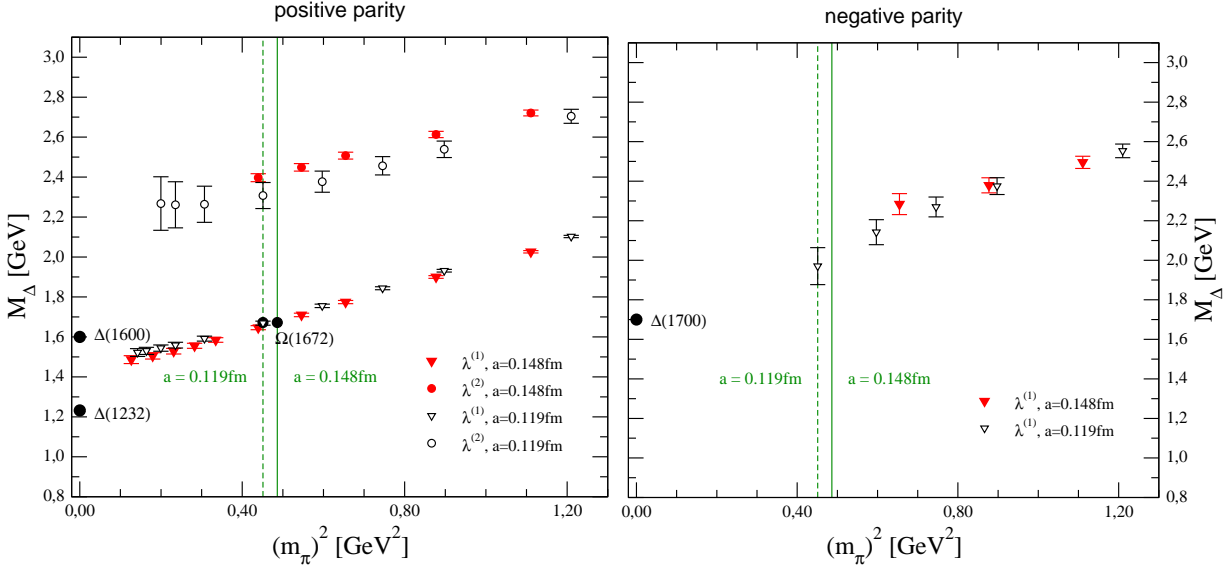 positive parity
3,0
2,8
2,6
2,4
2,2
2,0
1,8
1,6
1,4
1,2
1,0
0,8
M_Δ [GeV]
Δ(1600)
Δ(1232)
Ω(1672)
a = 0.119fm
a = 0.148fm
λ^(1), a=0.148fm
λ^(2), a=0.148fm
λ^(1), a=0.119fm
λ^(2), a=0.119fm
0,00 0,40 0,80 1,20
(m_π)^2 [GeV^2]
negative parity
3,0
2,8
2,6
2,4
2,2
2,0
1,8
1,6
1,4
1,2
1,0
0,8
M_Δ [GeV]
Δ(1700)
a = 0.119fm
a = 0.148fm
λ^(1), a=0.148fm
λ^(1), a=0.119fm
0,00 0,40 0,80 1,20
(m_π)^2 [GeV^2]